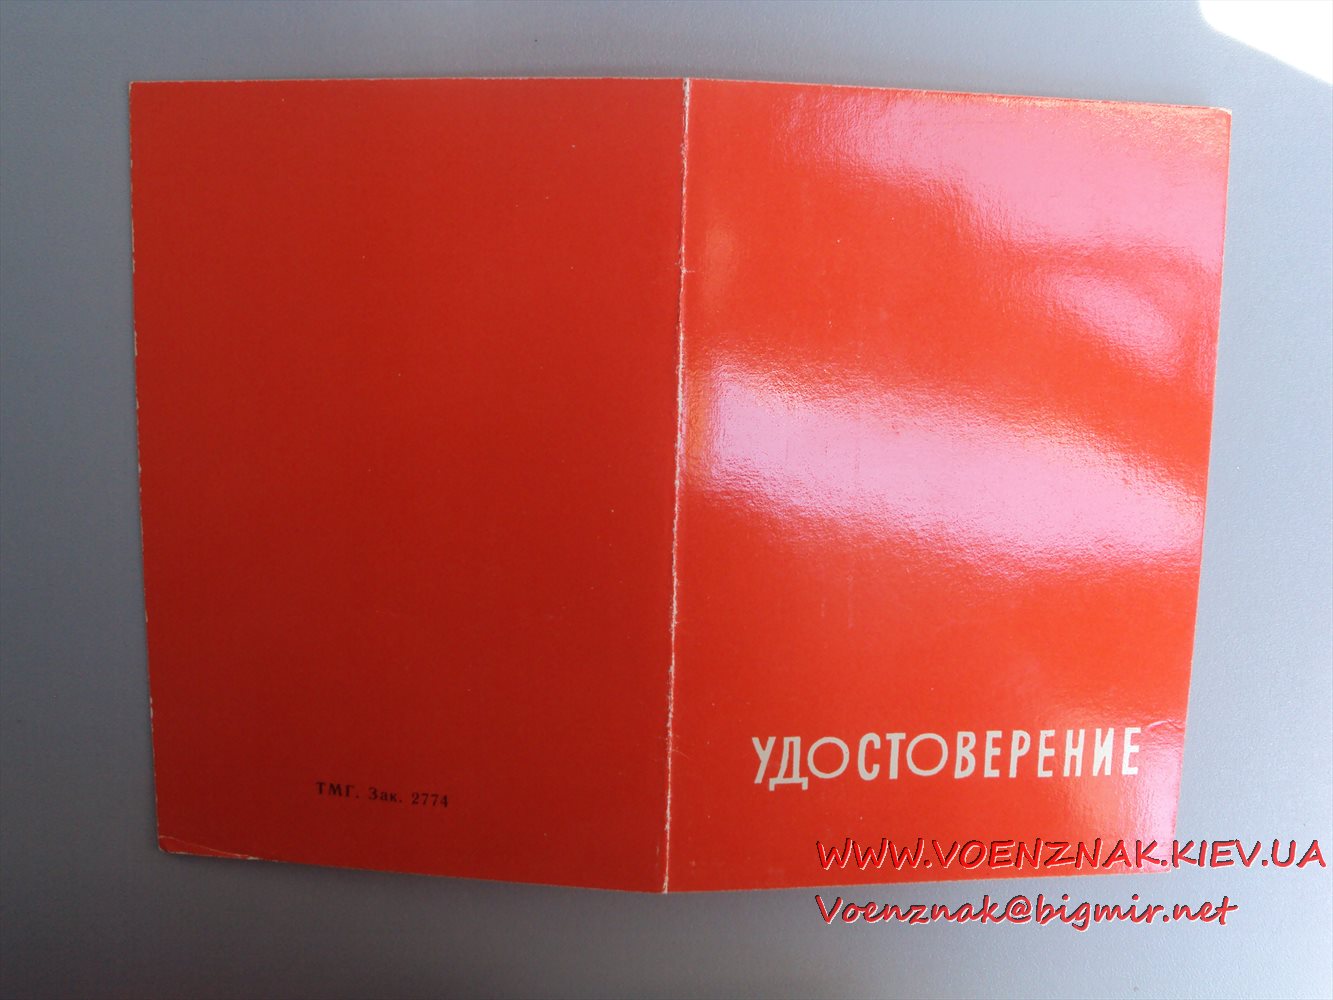 ТМГ. Зак. 2774
УДОСТОВЕРЕНИЕ
WWW.VOENZNAK.KIEV.UA
Voenznak@bigmir.net